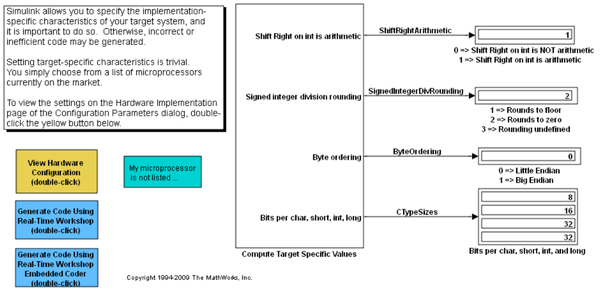 Simulink allows you to specify the implementation-
specific characteristics of your target system, and
it is important to do so.  Otherwise, incorrect or
inefficient code may be generated.
Setting target-specific characteristics is trivial.
You simply choose from a list of microprocessors
currently on the market.
To view the settings on the Hardware Implementation
page of the Configuration Parameters dialog, double-
click the yellow button below.
View Hardware
Configuration
(double-click)
My microprocessor
is not listed ...
Generate Code Using
Real-Time Workshop
(double-click)
Generate Code Using
Real-Time Workshop
Embedded Coder
(double-click)
Copyright 1994-2009 The MathWorks, Inc.
Shift Right on int is arithmetic
Signed integer division rounding
Byte ordering
Bits per char, short, int, long
Compute Target Specific Values
ShiftRightArithmetic
1
0 => Shift Right on int is NOT arithmetic
1 => Shift Right on int is arithmetic
SignedIntegerDivRounding
2
1 => Rounds to floor
2 => Rounds to zero
3 => Rounding undefined
ByteOrdering
0
0 => Little Endian
1 => Big Endian
CTypeSizes
8
16
32
32
Bits per char, short, int, and long